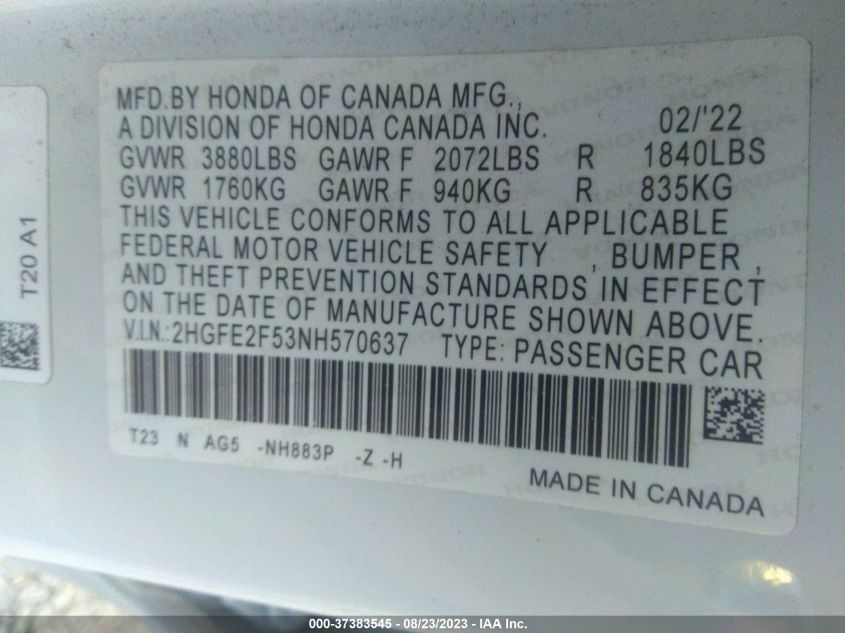 MFD.BY HONDA OF CANADA MFG.,
A DIVISION OF HONDA CANADA INC. 02/'22
GVWR 3880LBS GAWR F 2072LBS R 1840LBS
GVWR 1760KG GAWR F 940KG R 835KG
THIS VEHICLE CONFORMS TO ALL APPLICABLE
FEDERAL MOTOR VEHICLE SAFETY , BUMPER ,
AND THEFT PREVENTION STANDARDS IN EFFECT
ON THE DATE OF MANUFACTURE SHOWN ABOVE.
V.I.N.:2HGFE2F53NH570637 TYPE: PASSENGER CAR
T23 N AG5 -NH883P -Z -H
MADE IN CANADA
T20 A1
000-37383545 - 08/23/2023 - IAA Inc.